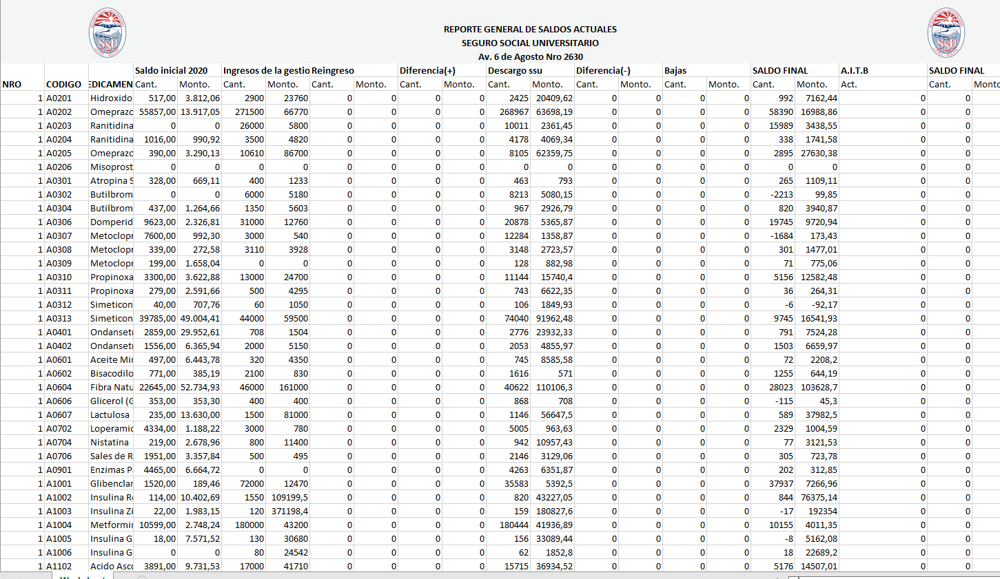 REPORTE GENERAL DE SALDOS ACTUALES
SEGURO SOCIAL UNIVERSITARIO
Av. 6 de Agosto Nro 2630
Saldo inicial 2020 Ingresos de la gestio Reingreso Diferencia(+) Descargo ssu Diferencia(-) Bajas SALDO FINAL A.I.T.B SALDO FINAL
NRO CODIGO EDICAMEN Cant. Monto. Cant. Monto. Cant. Monto. Cant. Monto. Cant. Monto. Cant. Monto. Cant. Monto. Cant. Monto. Act. Cant. Monto
1 A0201 Hidroxido 517,00 3.812,06 2900 23760 0 0 0 0 2425 20409,62 0 0 0 0 992 7162,44 0 0 0
1 A0202 Omeprazo 55857,00 13.917,05 271500 66770 0 0 0 0 268967 63698,19 0 0 0 0 58390 16988,86 0 0 0
1 A0203 Ranitidina 0 0 26000 5800 0 0 0 0 10011 2361,45 0 0 0 0 15989 3438,55 0 0 0
1 A0204 Ranitidina 1016,00 990,92 3500 4820 0 0 0 0 4178 4069,34 0 0 0 0 338 1741,58 0 0 0
1 A0205 Omeprazo 390,00 3.290,13 10610 86700 0 0 0 0 8105 62359,75 0 0 0 0 2895 27630,38 0 0 0
1 A0206 Misoprost 0 0 0 0 0 0 0 0 0 0 0 0 0 0 0 0 0 0 0
1 A0301 Atropina S 328,00 669,11 400 1233 0 0 0 0 463 793 0 0 0 0 265 1109,11 0 0 0
1 A0302 Butilbrom 0 0 6000 5180 0 0 0 0 8213 5080,15 0 0 0 0 -2213 99,85 0 0 0
1 A0304 Butilbrom 437,00 1.264,66 1350 5603 0 0 0 0 967 2926,79 0 0 0 0 820 3940,87 0 0 0
1 A0306 Domperid 9623,00 2.326,81 31000 12760 0 0 0 0 20878 5365,87 0 0 0 0 19745 9720,94 0 0 0
1 A0307 Metoclopr 7600,00 992,30 3000 540 0 0 0 0 12284 1358,87 0 0 0 0 -1684 173,43 0 0 0
1 A0308 Metoclopr 339,00 272,58 3110 3928 0 0 0 0 3148 2723,57 0 0 0 0 301 1477,01 0 0 0
1 A0309 Metoclopr 199,00 1.658,04 0 0 0 0 0 0 128 882,98 0 0 0 0 71 775,06 0 0 0
1 A0310 Propinoxa 3300,00 3.622,88 13000 24700 0 0 0 0 11144 15740,4 0 0 0 0 5156 12582,48 0 0 0
1 A0311 Propinoxa 279,00 2.591,66 500 4295 0 0 0 0 743 6622,35 0 0 0 0 36 264,31 0 0 0
1 A0312 Simeticon 40,00 707,76 60 1050 0 0 0 0 106 1849,93 0 0 0 0 -6 -92,17 0 0 0
1 A0313 Simeticon 39785,00 49.004,41 44000 59500 0 0 0 0 74040 91962,48 0 0 0 0 9745 16541,93 0 0 0
1 A0401 Ondanseti 2859,00 29.952,61 708 1504 0 0 0 0 2776 23932,33 0 0 0 0 791 7524,28 0 0 0
1 A0402 Ondanseti 1556,00 6.365,94 2000 5150 0 0 0 0 2053 4855,97 0 0 0 0 1503 6659,97 0 0 0
1 A0601 Aceite Mir 497,00 6.443,78 320 4350 0 0 0 0 745 8585,58 0 0 0 0 72 2208,2 0 0 0
1 A0602 Bisacodilo 771,00 385,19 2100 830 0 0 0 0 1616 571 0 0 0 0 1255 644,19 0 0 0
1 A0604 Fibra Natu 22645,00 52.734,93 46000 161000 0 0 0 0 40622 110106,3 0 0 0 0 28023 103628,7 0 0 0
1 A0606 Glicerol (G 353,00 353,30 400 400 0 0 0 0 868 708 0 0 0 0 -115 45,3 0 0 0
1 A0607 Lactulosa 235,00 13.630,00 1500 81000 0 0 0 0 1146 56647,5 0 0 0 0 589 37982,5 0 0 0
1 A0702 Loperamic 4334,00 1.188,22 3000 780 0 0 0 0 5005 963,63 0 0 0 0 2329 1004,59 0 0 0
1 A0704 Nistatina 219,00 2.678,96 800 11400 0 0 0 0 942 10957,43 0 0 0 0 77 3121,53 0 0 0
1 A0706 Sales de R 1951,00 3.357,84 500 495 0 0 0 0 2146 3129,06 0 0 0 0 305 723,78 0 0 0
1 A0901 Enzimas P 4465,00 6.664,72 0 0 0 0 0 0 4263 6351,87 0 0 0 0 202 312,85 0 0 0
1 A1001 Glibenclar 1520,00 189,46 72000 12470 0 0 0 0 35583 5392,5 0 0 0 0 37937 7266,96 0 0 0
1 A1002 Insulina Re 114,00 10.402,69 1550 109199,5 0 0 0 0 820 43227,05 0 0 0 0 844 76375,14 0 0 0
1 A1003 Insulina Zi 22,00 1.983,15 120 371198,4 0 0 0 0 159 180827,6 0 0 0 0 -17 192354 0 0 0
1 A1004 Metformir 10599,00 2.748,24 180000 43200 0 0 0 0 180444 41936,89 0 0 0 0 10155 4011,35 0 0 0
1 A1005 Insulina G 18,00 7.571,52 130 30680 0 0 0 0 156 33089,44 0 0 0 0 -8 5162,08 0 0 0
1 A1006 Insulina G 0 0 80 24542 0 0 0 0 62 1852,8 0 0 0 0 18 22689,2 0 0 0
1 A1102 Acido Asco 3891,00 9.731,53 17000 41710 0 0 0 0 15715 36934,52 0 0 0 0 5176 14507,01 0 0 0